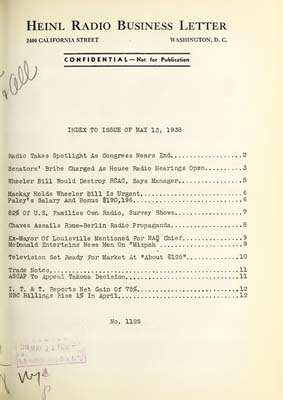 HEINL RADIO BUSINESS LETTER
2400 CALIFORNIA STREET WASHINGTON, D. C.
CONFIDENTIAL—Not for Publication
Call
INDEX TO ISSUE OF MAY 13, 1938
Radio Takes Spotlight As Congress Nears End....................2
Senators' Bribe Charged As House Radio Hearings Open...........3
Wheeler Bill Would Destroy RCAC, Says Manager..................5
Mackay Holds Wheeler Bill Is Urgent............................6
Paley's Salary And Bonus $190,196..............................6
82% Of U.S. Families Own Radio, Survey Shows...................7
Chaves Assails Rome-Berlin Radio Propaganda....................8
Ex-Mayor Of Louisville Mentioned For NAB Chief.................9
McDonald Entertains News Men On "Mizpah".......................9
Television Set Ready For Market At "About $125"................10
Trade Notes....................................................11
ASCAP To Appeal Takoma Decision................................11
I. T. & T. Reports Net Gain Of 75%.............................12
NBC Billings Rise 1% In April..................................12
No. 1125
MAY